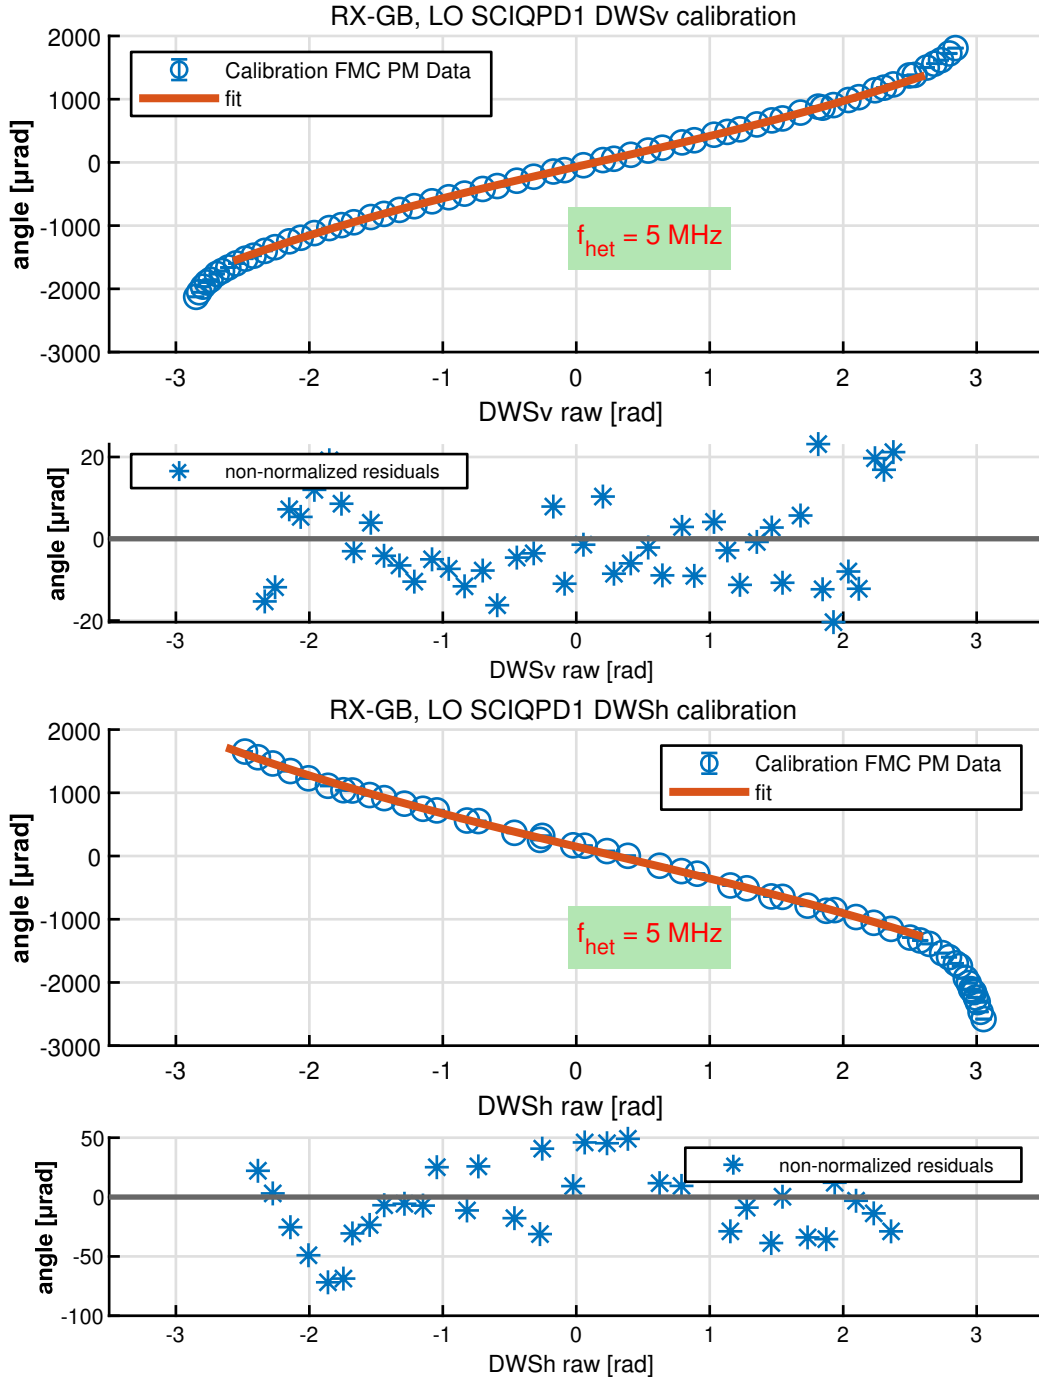 RX-GB, LO SCIQPD1 DWSv calibration
2000
1000
0
-1000
-2000
-3000
angle [µrad]
Calibration FMC PM Data
fit
f_het = 5 MHz
-3 -2 -1 0 1 2 3
DWSv raw [rad]
20
0
-20
angle [µrad]
non-normalized residuals
-3 -2 -1 0 1 2 3
DWSv raw [rad]
RX-GB, LO SCIQPD1 DWSh calibration
2000
1000
0
-1000
-2000
-3000
angle [µrad]
Calibration FMC PM Data
fit
f_het = 5 MHz
-3 -2 -1 0 1 2 3
DWSh raw [rad]
50
0
-50
-100
angle [µrad]
non-normalized residuals
-3 -2 -1 0 1 2 3
DWSh raw [rad]